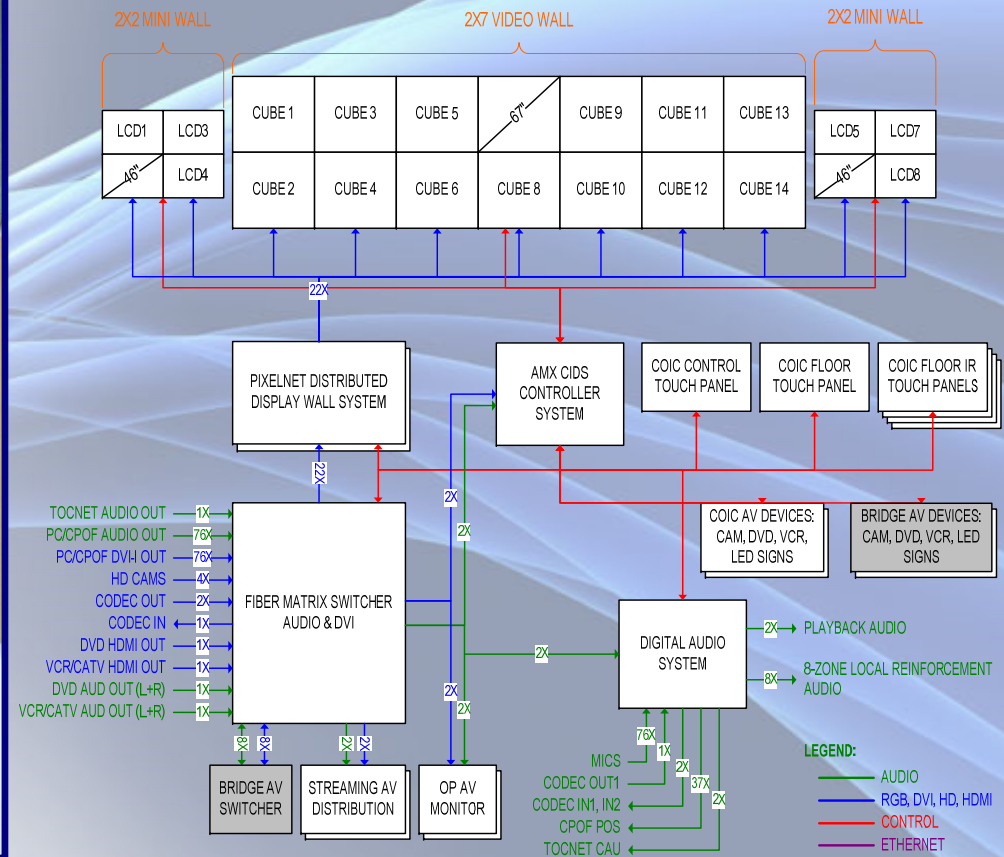 2X2 MINI WALL
2X7 VIDEO WALL
2X2 MINI WALL
LCD1
LCD3
46"
LCD4
CUBE 1
CUBE 3
CUBE 5
67"
CUBE 9
CUBE 11
CUBE 13
CUBE 2
CUBE 4
CUBE 6
CUBE 8
CUBE 10
CUBE 12
CUBE 14
LCD5
LCD7
46"
LCD8
22X
PIXELNET DISTRIBUTED
DISPLAY WALL SYSTEM
AMX CIDS
CONTROLLER
SYSTEM
COIC CONTROL
TOUCH PANEL
COIC FLOOR
TOUCH PANEL
COIC FLOOR IR
TOUCH PANELS
22X
2X
2X
COIC AV DEVICES:
CAM, DVD, VCR,
LED SIGNS
BRIDGE AV DEVICES:
CAM, DVD, VCR, LED
SIGNS
TOCNET AUDIO OUT
1X
PC/CPOF AUDIO OUT
76X
PC/CPOF DVI-I OUT
76X
HD CAMS
4X
CODEC OUT
2X
CODEC IN
1X
DVD HDMI OUT
1X
VCR/CATV HDMI OUT
1X
DVD AUD OUT (L+R)
1X
VCR/CATV AUD OUT (L+R)
1X
FIBER MATRIX SWITCHER
AUDIO & DVI
2X
DIGITAL AUDIO
SYSTEM
2X
PLAYBACK AUDIO
8X
8-ZONE LOCAL REINFORCEMENT
AUDIO
2X
2X
8X
8X
2X
2X
BRIDGE AV
SWITCHER
STREAMING AV
DISTRIBUTION
OP AV
MONITOR
76X
1X
2X
37X
2X
MICS
CODEC OUT1
CODEC IN1, IN2
CPOF POS
TOCNET CAU
LEGEND:
AUDIO
RGB, DVI, HD, HDMI
CONTROL
ETHERNET